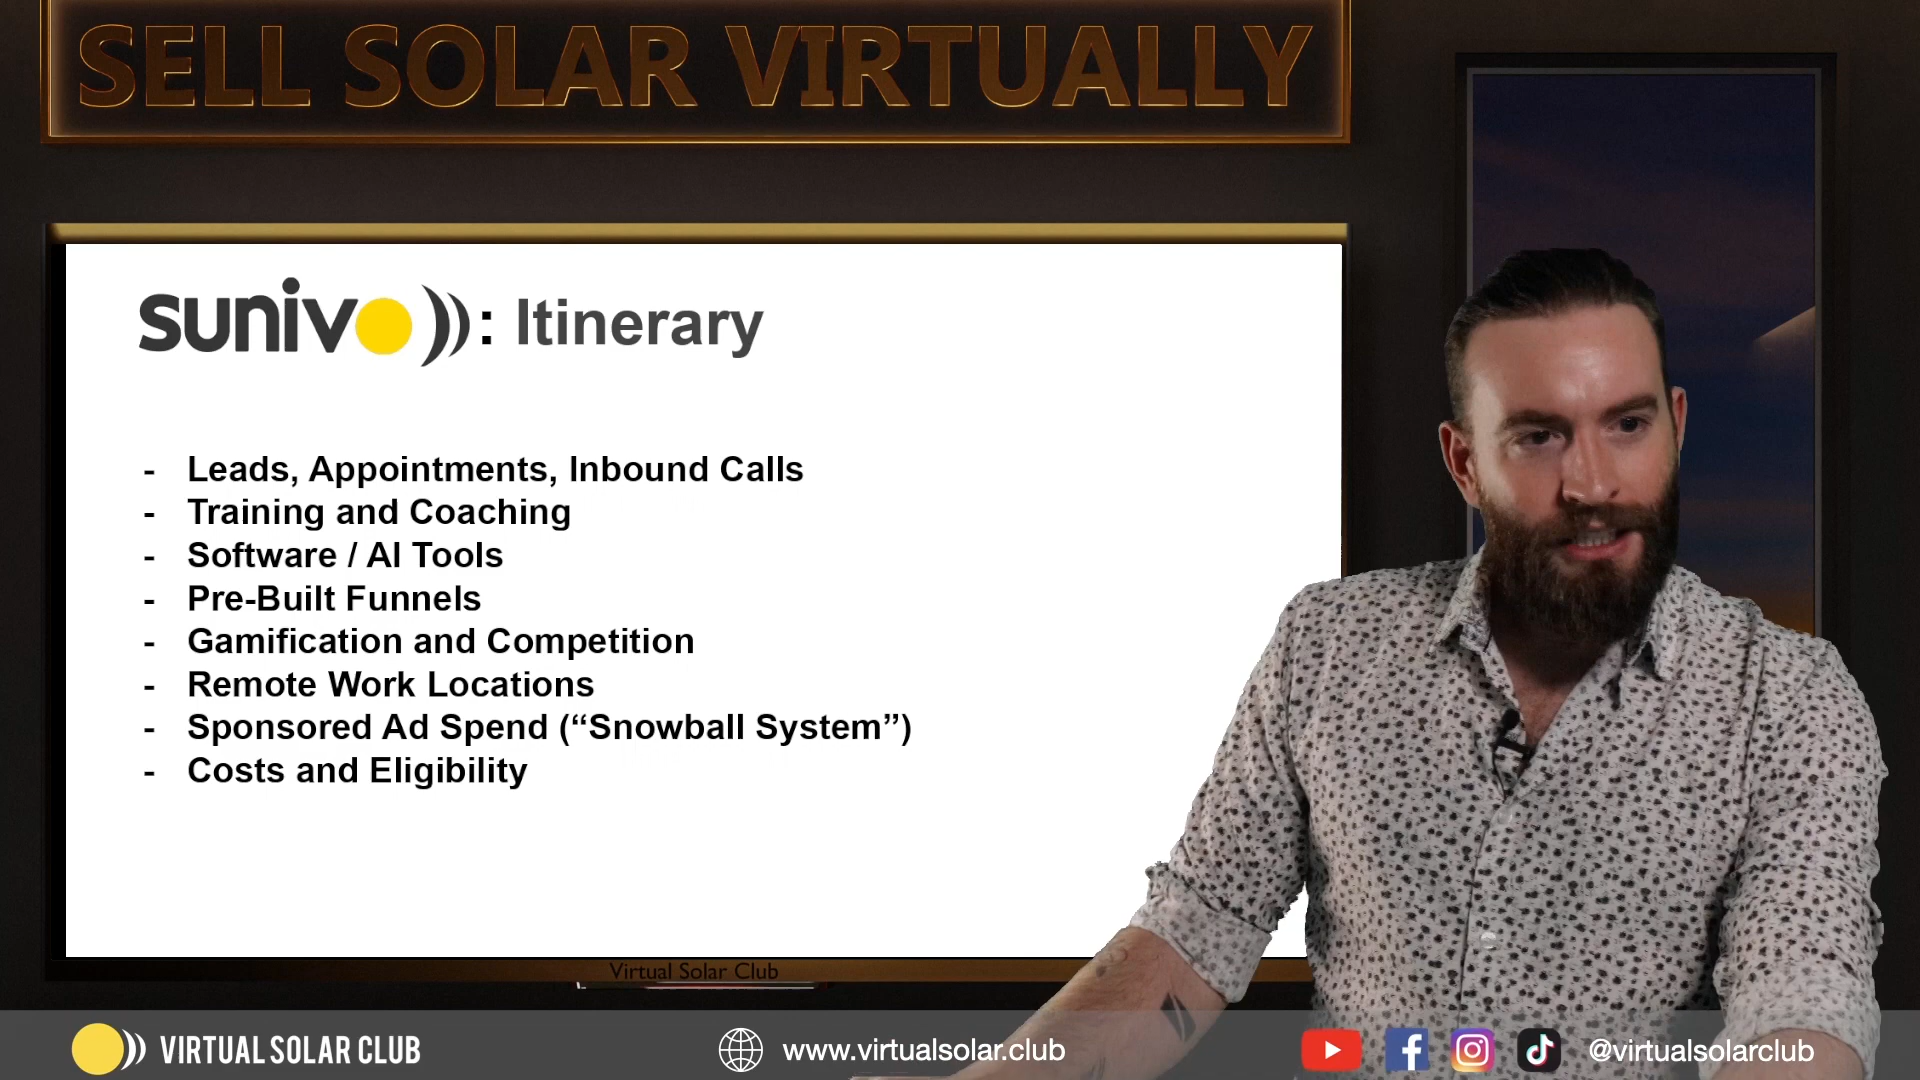 SELL SOLAR VIRTUALLY
sunivo : Itinerary
- Leads, Appointments, Inbound Calls
- Training and Coaching
- Software / AI Tools
- Pre-Built Funnels
- Gamification and Competition
- Remote Work Locations
- Sponsored Ad Spend (“Snowball System”)
- Costs and Eligibility
Virtual Solar Club
VIRTUAL SOLAR CLUB
www.virtualsolar.club
@virtualsolarclub